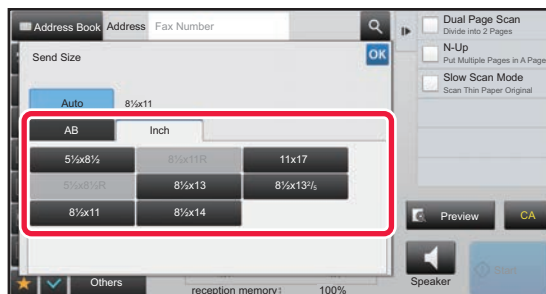 Address Book Address Fax Number
Send Size
OK
Auto 8½x11
AB Inch
5½x8½ 8½x11R 11x17
5½x8½R 8½x13 8½x13²/₅
8½x11 8½x14
Others
reception memory: 100%
Dual Page Scan
Divide into 2 Pages
N-Up
Put Multiple Pages in A Page
Slow Scan Mode
Scan Thin Paper Original
Preview CA
Speaker Start